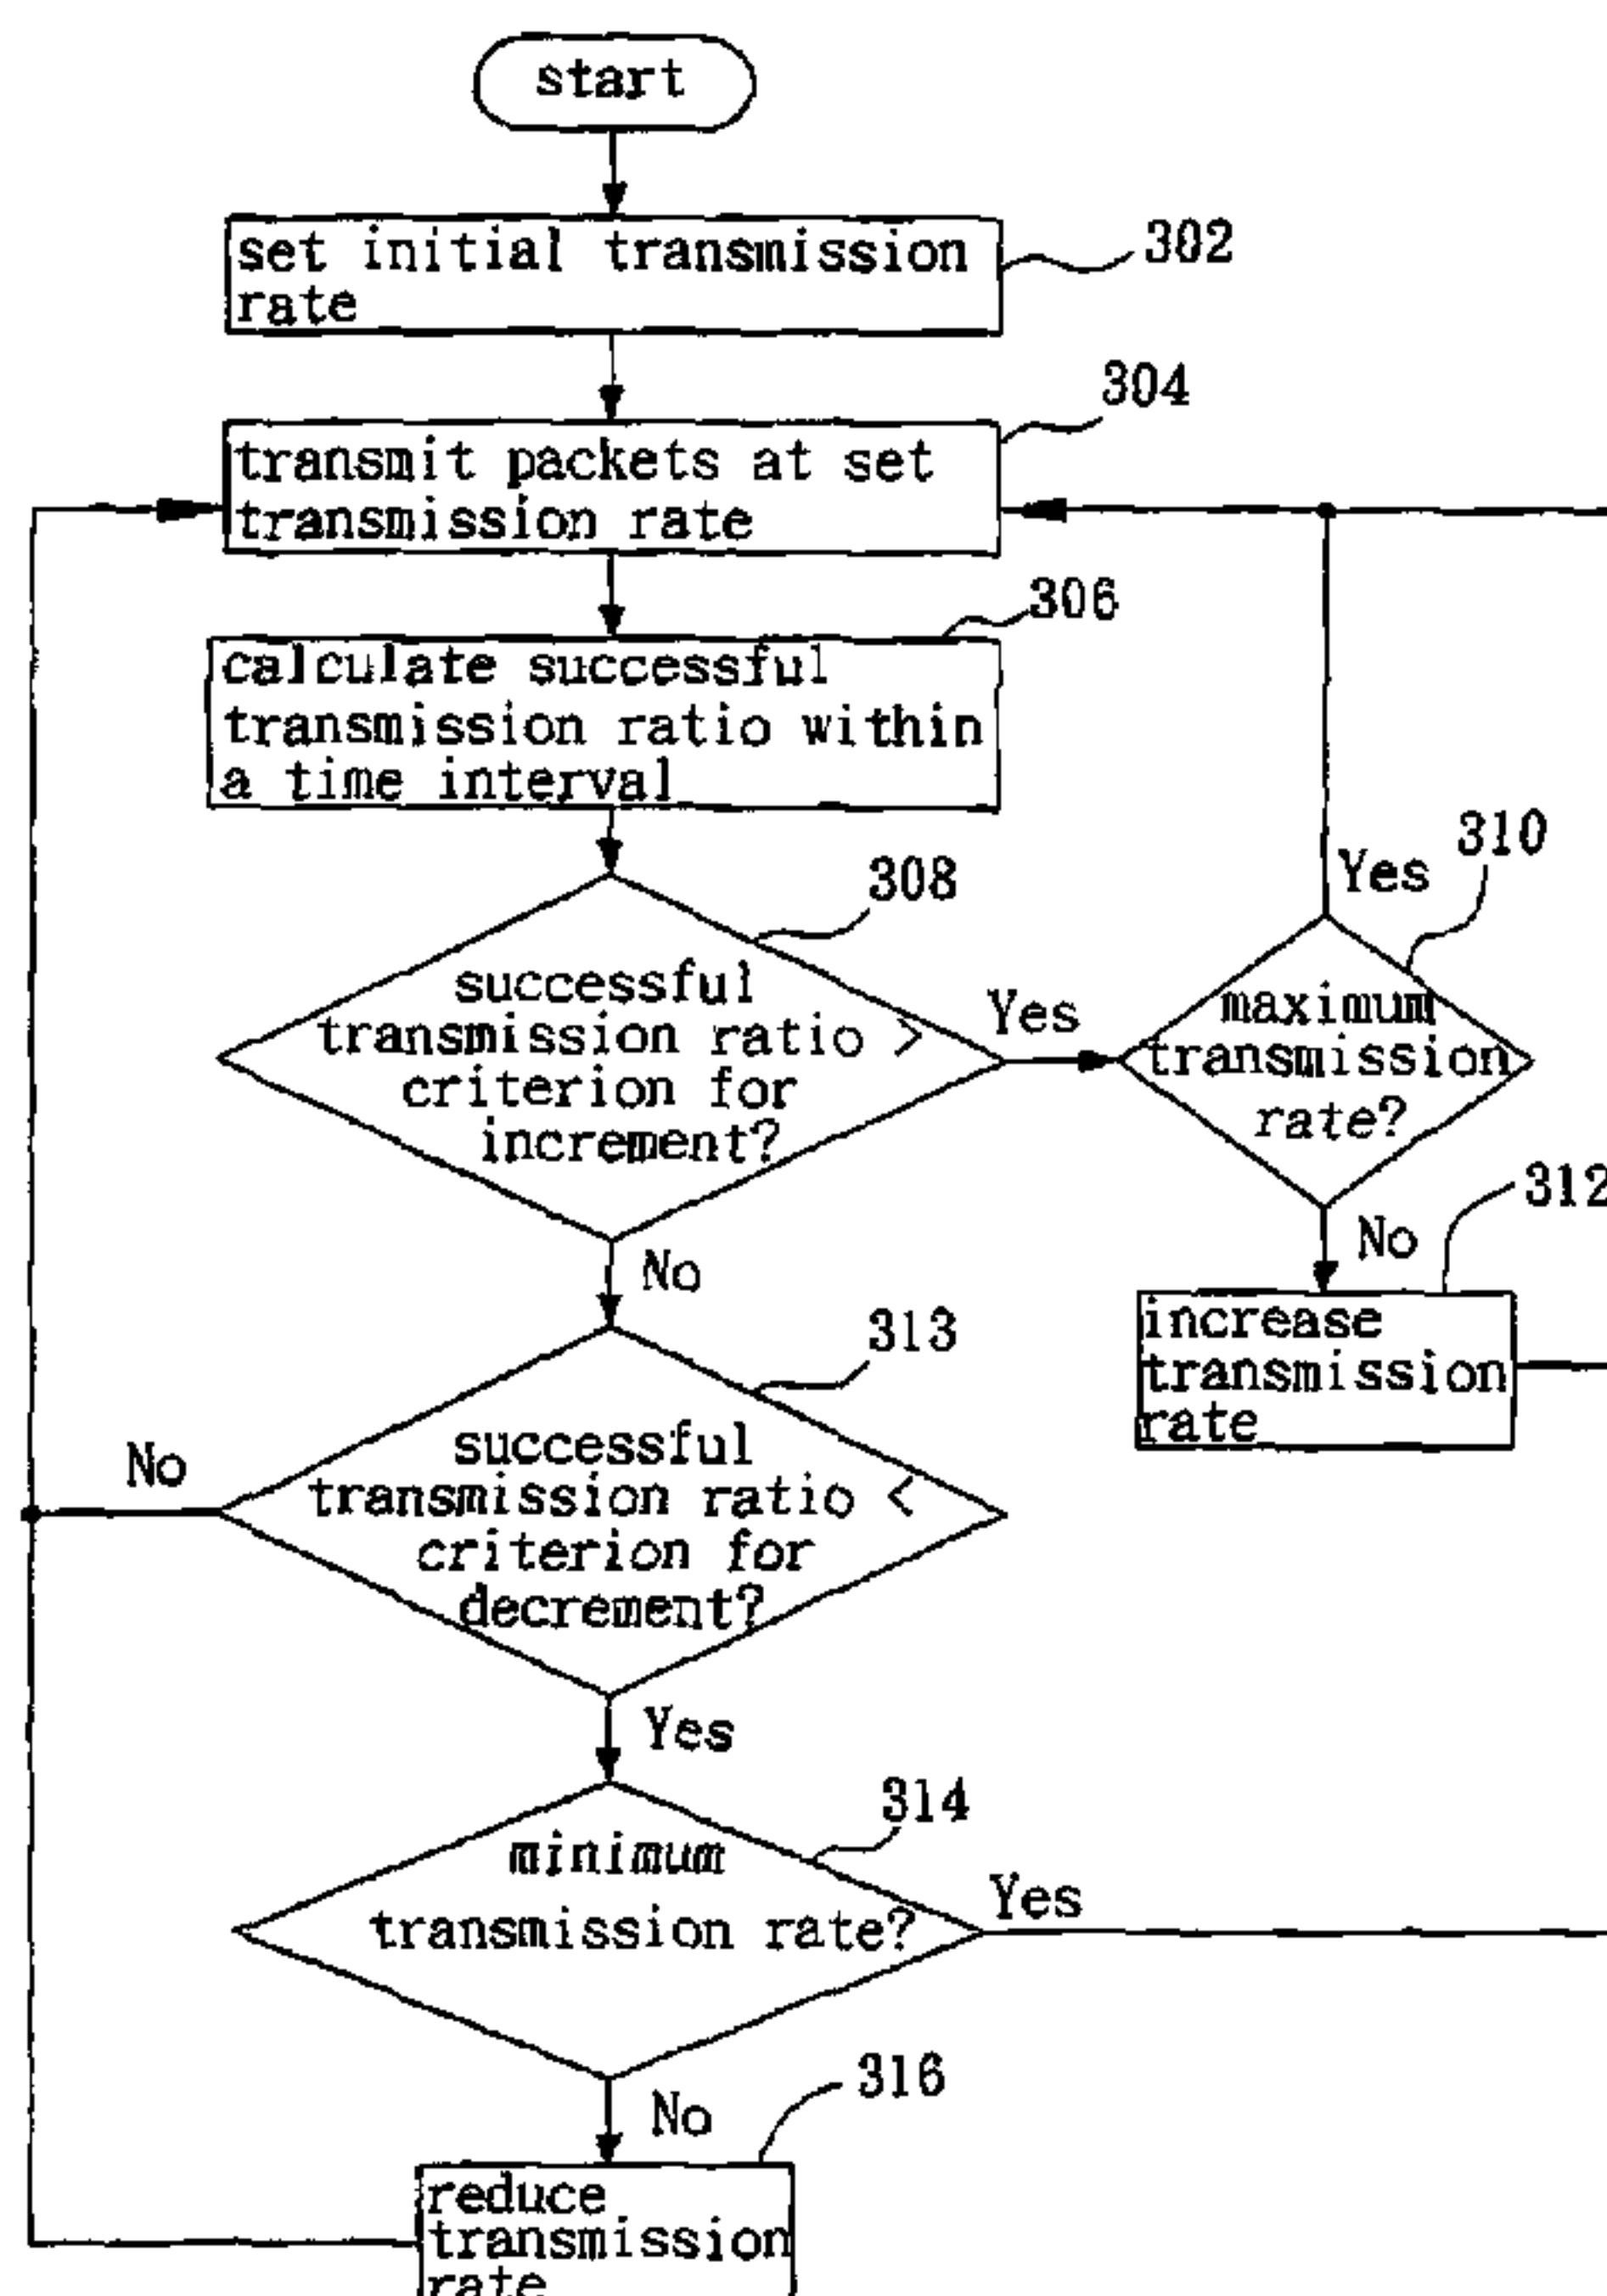 start
set initial transmission
rate
302
transmit packets at set
transmission rate
304
calculate successful
transmission ratio within
a time interval
306
308
successful
transmission ratio >
criterion for
increment?
Yes
No
310
Yes
maximum
transmission
rate?
No
312
increase
transmission
rate
313
successful
transmission ratio <
criterion for
decrement?
No
Yes
314
minimum
transmission rate?
Yes
No
316
reduce
transmission
rate